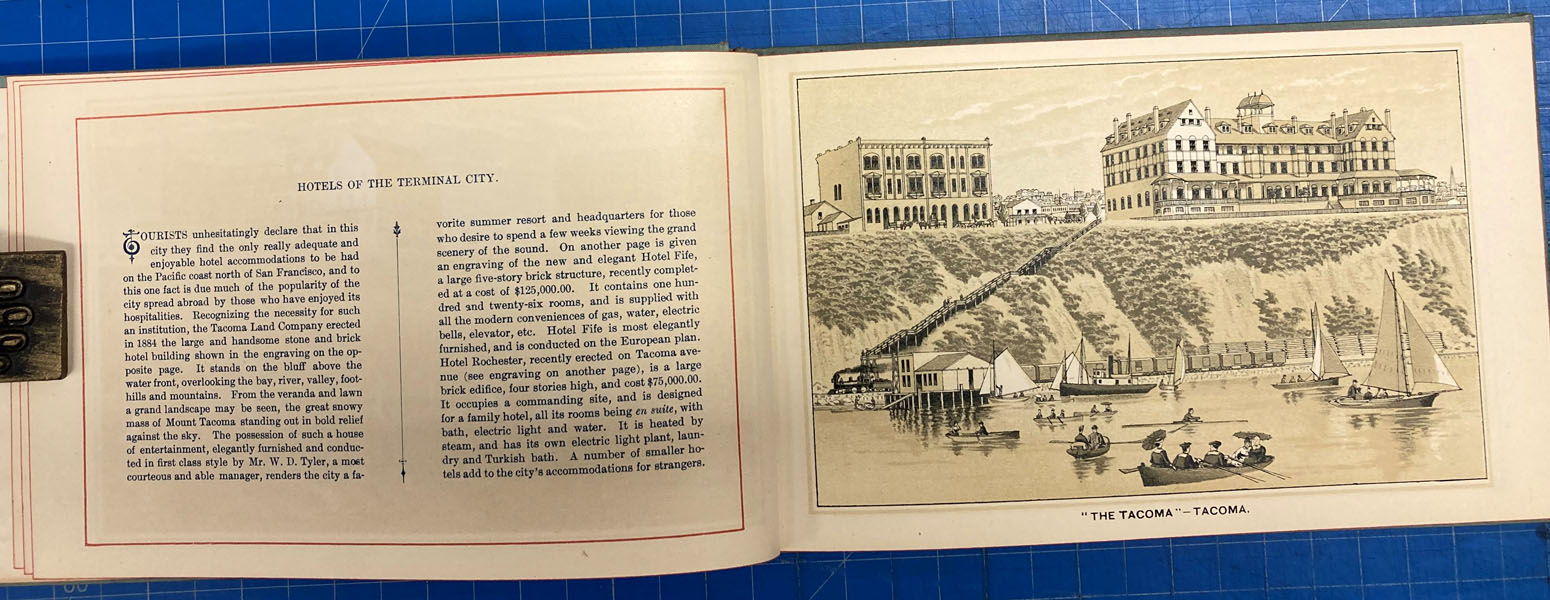 HOTELS OF THE TERMINAL CITY.
TOURISTS unhesitatingly declare that in this
city they find the only really adequate and
enjoyable hotel accommodations to be had
on the Pacific coast north of San Francisco, and to
this one fact is due much of the popularity of the
city spread abroad by those who have enjoyed its
hospitalities. Recognizing the necessity for such
an institution, the Tacoma Land Company erected
in 1884 the large and handsome stone and brick
hotel building shown in the engraving on the op-
posite page. It stands on the bluff above the
water front, overlooking the bay, river, valley, foot-
hills and mountains. From the veranda and lawn
a grand landscape may be seen, the great snowy
mass of Mount Tacoma standing out in bold relief
against the sky. The possession of such a house
of entertainment, elegantly furnished and conduc-
ted in first class style by Mr. W. D. Tyler, a most
courteous and able manager, renders the city a fa-
vorite summer resort and headquarters for those
who desire to spend a few weeks viewing the grand
scenery of the sound. On another page is given
an engraving of the new and elegant Hotel Fife,
a large five-story brick structure, recently complet-
ed at a cost of $125,000.00. It contains one hun-
dred and twenty-six rooms, and is supplied with
all the modern conveniences of gas, water, electric
bells, elevator, etc. Hotel Fife is most elegantly
furnished, and is conducted on the European plan.
Hotel Rochester, recently erected on Tacoma ave-
nue (see engraving on another page), is a large
brick edifice, four stories high, and cost $75,000.00.
It occupies a commanding site, and is designed
for a family hotel, all its rooms being en suite, with
bath, electric light and water. It is heated by
steam, and has its own electric light plant, laun-
dry and Turkish bath. A number of smaller ho-
tels add to the city's accommodations for strangers.
"THE TACOMA"—TACOMA.